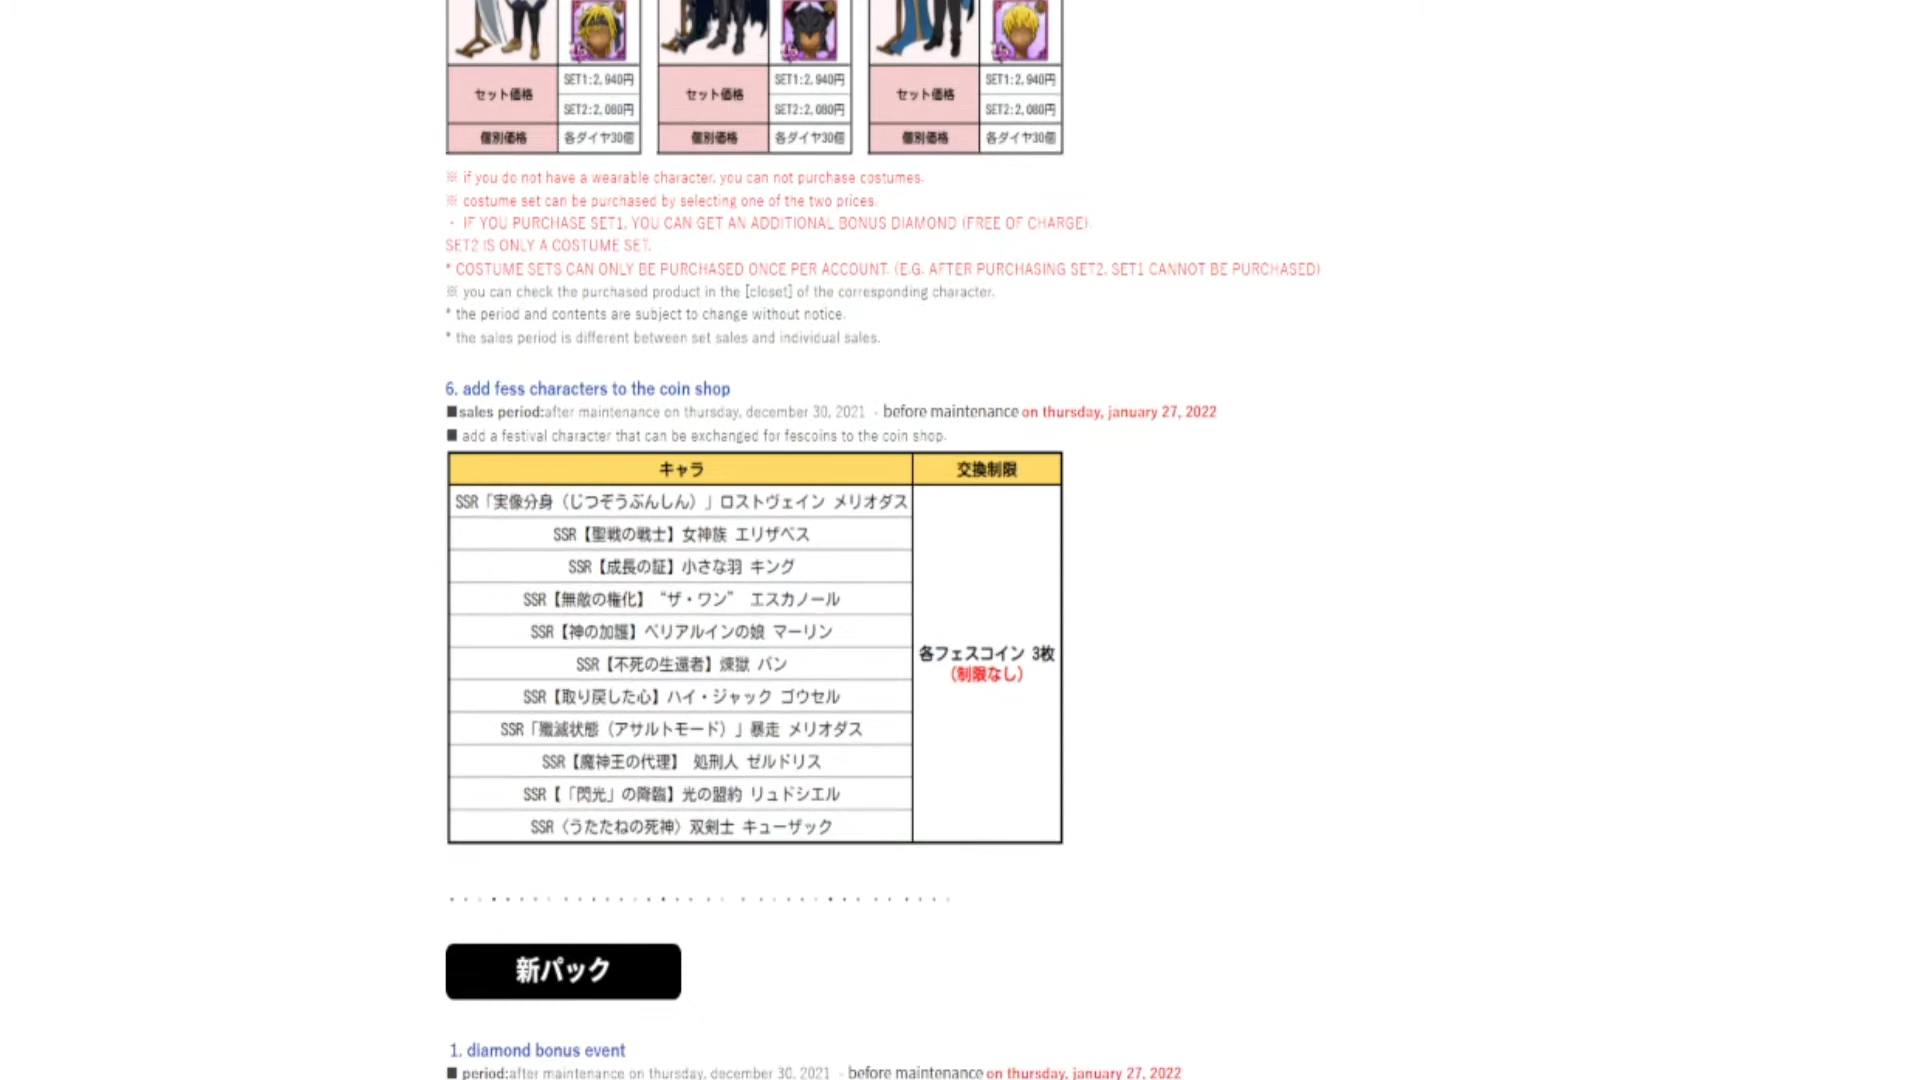 SET1:2,940円 SET1:2,940円 SET1:2,940円
セット価格 セット価格 セット価格
SET2:2,080円 SET2:2,080円 SET2:2,080円
個別価格 各ダイヤ30個 個別価格 各ダイヤ30個 個別価格 各ダイヤ30個
※ if you do not have a wearable character, you can not purchase costumes.
※ costume set can be purchased by selecting one of the two prices.
- IF YOU PURCHASE SET1, YOU CAN GET AN ADDITIONAL BONUS DIAMOND (FREE OF CHARGE)
SET2 IS ONLY A COSTUME SET.
* COSTUME SETS CAN ONLY BE PURCHASED ONCE PER ACCOUNT. (E.G. AFTER PURCHASING SET2, SET1 CANNOT BE PURCHASED)
※ you can check the purchased product in the [closet] of the corresponding character.
* the period and contents are subject to change without notice.
* the sales period is different between set sales and individual sales.
6. add fess characters to the coin shop
■sales period:after maintenance on thursday, december 30, 2021 - before maintenance on thursday, january 27, 2022
■ add a festival character that can be exchanged for fescoins to the coin shop.
キャラ 交換制限
SSR「実像分身（じつぞうぶんしん）」ロストヴェイン メリオダス
SSR【聖戦の戦士】女神族 エリザベス
SSR【成長の証】小さな羽 キング
SSR【無敵の権化】 “ザ・ワン” エスカノール
SSR【神の加護】ベリアルインの娘 マーリン
各フェスコイン 3枚
(制限なし)
SSR【不死の生還者】煉獄 バン
SSR【取り戻した心】ハイ・ジャック ゴウセル
SSR「殲滅状態（アサルトモード）」暴走 メリオダス
SSR【魔神王の代理】 処刑人 ゼルドリス
SSR【「閃光」の降臨】光の盟約 リュドシエル
SSR〈うたたねの死神〉双剣士 キューザック
新パック
1. diamond bonus event
■ period:after maintenance on thursday, december 30, 2021 - before maintenance on thursday, january 27, 2022